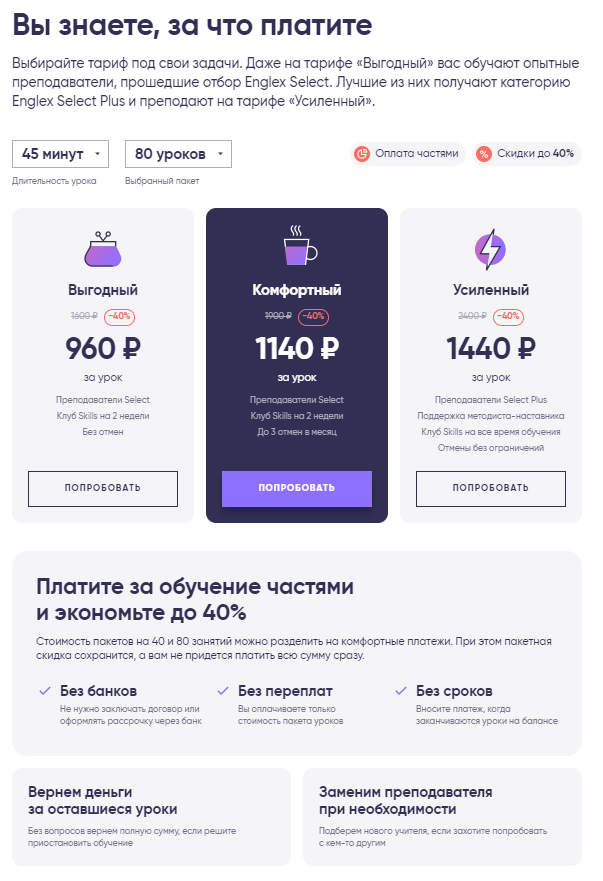 Вы знаете, за что платите
Выбирайте тариф под свои задачи. Даже на тарифе «Выгодный» вас обучают опытные
преподаватели, прошедшие отбор Englex Select. Лучшие из них получают категорию
Englex Select Plus и преподают на тарифе «Усиленный».
45 минут
80 уроков
Оплата частями
% Скидки до 40%
Длительность урока
Выбранный пакет
Выгодный
1600 ₽ -40%
960 ₽
за урок
Преподаватели Select
Клуб Skills на 2 недели
Без отмен
ПОПРОБОВАТЬ
Комфортный
1900 ₽ -40%
1140 ₽
за урок
Преподаватели Select
Клуб Skills на 2 недели
До 3 отмен в месяц
ПОПРОБОВАТЬ
Усиленный
2400 ₽ -40%
1440 ₽
за урок
Преподаватели Select Plus
Поддержка методиста-наставника
Клуб Skills на все время обучения
Отмены без ограничений
ПОПРОБОВАТЬ
Платите за обучение частями
и экономьте до 40%
Стоимость пакетов на 40 и 80 занятий можно разделить на комфортные платежи. При этом пакетная
скидка сохранится, а вам не придется платить всю сумму сразу.
Без банков
Не нужно заключать договор или
оформлять рассрочку через банк
Без переплат
Вы оплачиваете только
стоимость пакета уроков
Без сроков
Вносите платеж, когда
заканчиваются уроки на балансе
Вернем деньги
за оставшиеся уроки
Без вопросов вернем полную сумму, если решите
приостановить обучение
Заменим преподавателя
при необходимости
Подберем нового учителя, если захотите попробовать
с кем-то другим